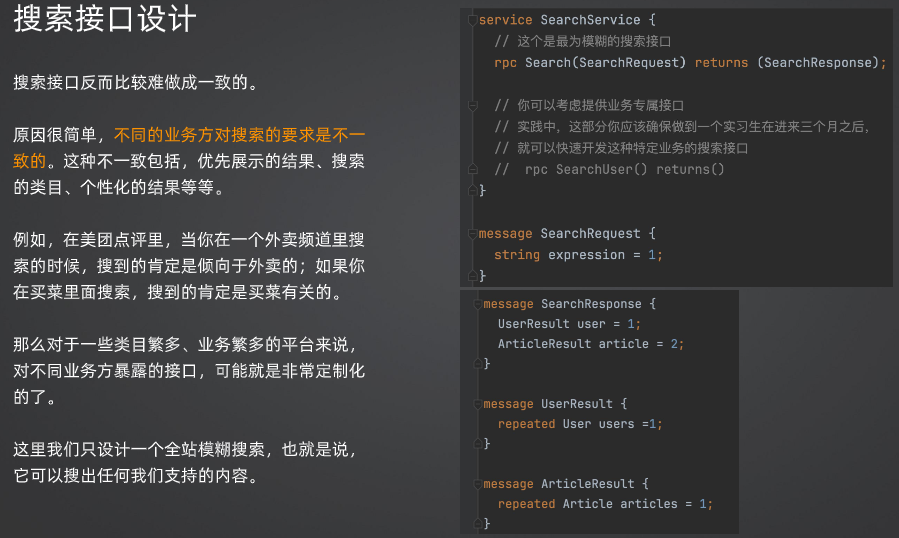 搜索接口设计
搜索接口反而比较难做成一致的。
原因很简单，不同的业务方对搜索的要求是不一
致的。这种不一致包括，优先展示的结果、搜索
的类目、个性化的结果等等。
例如，在美团点评里，当你在一个外卖频道里搜
索的时候，搜到的肯定是倾向于外卖的；如果你
在买菜里面搜索，搜到的肯定是买菜有关的。
那么对于一些类目繁多、业务繁多的平台来说，
对不同业务方暴露的接口，可能就是非常定制化
的了。
这里我们只设计一个全站模糊搜索，也就是说，
它可以搜出任何我们支持的内容。
service SearchService {
// 这个是最为模糊的搜索接口
rpc Search(SearchRequest) returns (SearchResponse);
// 你可以考虑提供业务专属接口
// 实践中，这部分你应该确保做到一个实习生在进来三个月之后，
// 就可以快速开发这种特定业务的搜索接口
//  rpc SearchUser() returns()
}
message SearchRequest {
string expression = 1;
}
message SearchResponse {
UserResult user = 1;
ArticleResult article = 2;
}
message UserResult {
repeated User users =1;
}
message ArticleResult {
repeated Article articles = 1;
}